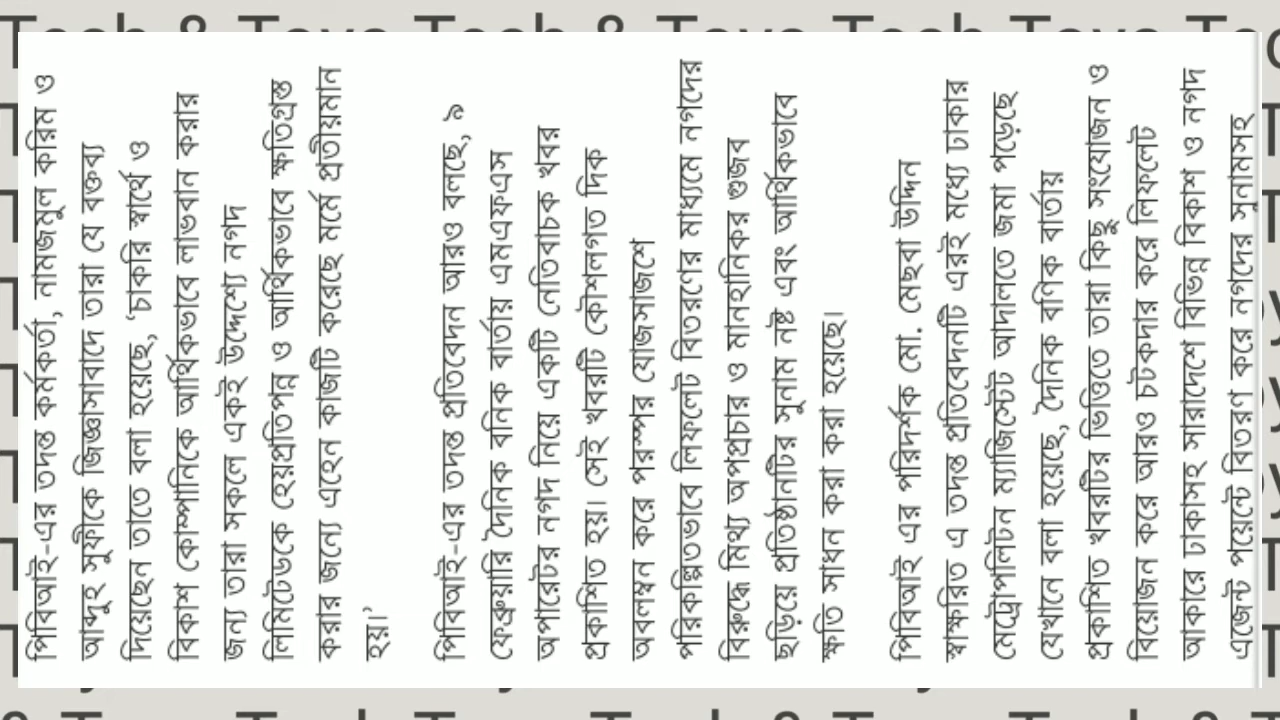 পিবিআই-এর তদন্ত কর্মকর্তা, নামজমুল করিম ও
আব্দুহ সুফীকে জিজ্ঞাসাবাদে তারা যে বক্তব্য
দিয়েছেন তাতে বলা হয়েছে, ‘চাকরি স্বার্থে ও
বিকাশ কোম্পানিকে আর্থিকভাবে লাভবান করার
জন্য তারা সকলে একই উদ্দেশ্যে নগদ
লিমিটেডকে হেয়প্রতিপন্ন ও আর্থিকভাবে ক্ষতিগ্রস্ত
করার জন্যে এহেন কাজটি করেছে মর্মে প্রতীয়মান
হয়।’
পিবিআই-এর তদন্ত প্রতিবেদন আরও বলছে, ৯
ফেব্রুয়ারি দৈনিক বনিক বার্তায় এমএফএস
অপারেটর নগদ নিয়ে একটি নেতিবাচক খবর
প্রকাশিত হয়। সেই খবরটি কৌশলগত দিক
অবলম্বন করে পরস্পর যোজসাজশে
পরিকল্পিতভাবে লিফলেট বিতরণের মাধ্যমে নগদের
বিরুদ্ধে মিথ্য অপপ্রচার ও মানহানিকর গুজব
ছড়িয়ে প্রতিষ্ঠানটির সুনাম নষ্ট এবং আর্থিকভাবে
ক্ষতি সাধন করা হয়েছে।
পিবিআই এর পরিদর্শক মো. মেছবা উদ্দিন
স্বাক্ষরিত এ তদন্ত প্রতিবেদনটি এরই মধ্যে ঢাকার
মেট্রোপলিটন ম্যাজিস্টেট আদালতে জমা পড়েছে
যেখানে বলা হয়েছে, দৈনিক বণিক বার্তায়
প্রকাশিত খবরটির ভিত্তিতে তারা কিছু সংযোজন ও
বিয়োজন করে আরও চটকদার করে লিফলেট
আকারে ঢাকাসহ সারাদেশে বিভিন্ন বিকাশ ও নগদ
এজেন্ট পয়েন্টে বিতরণ করে নগদের সুনামসহ